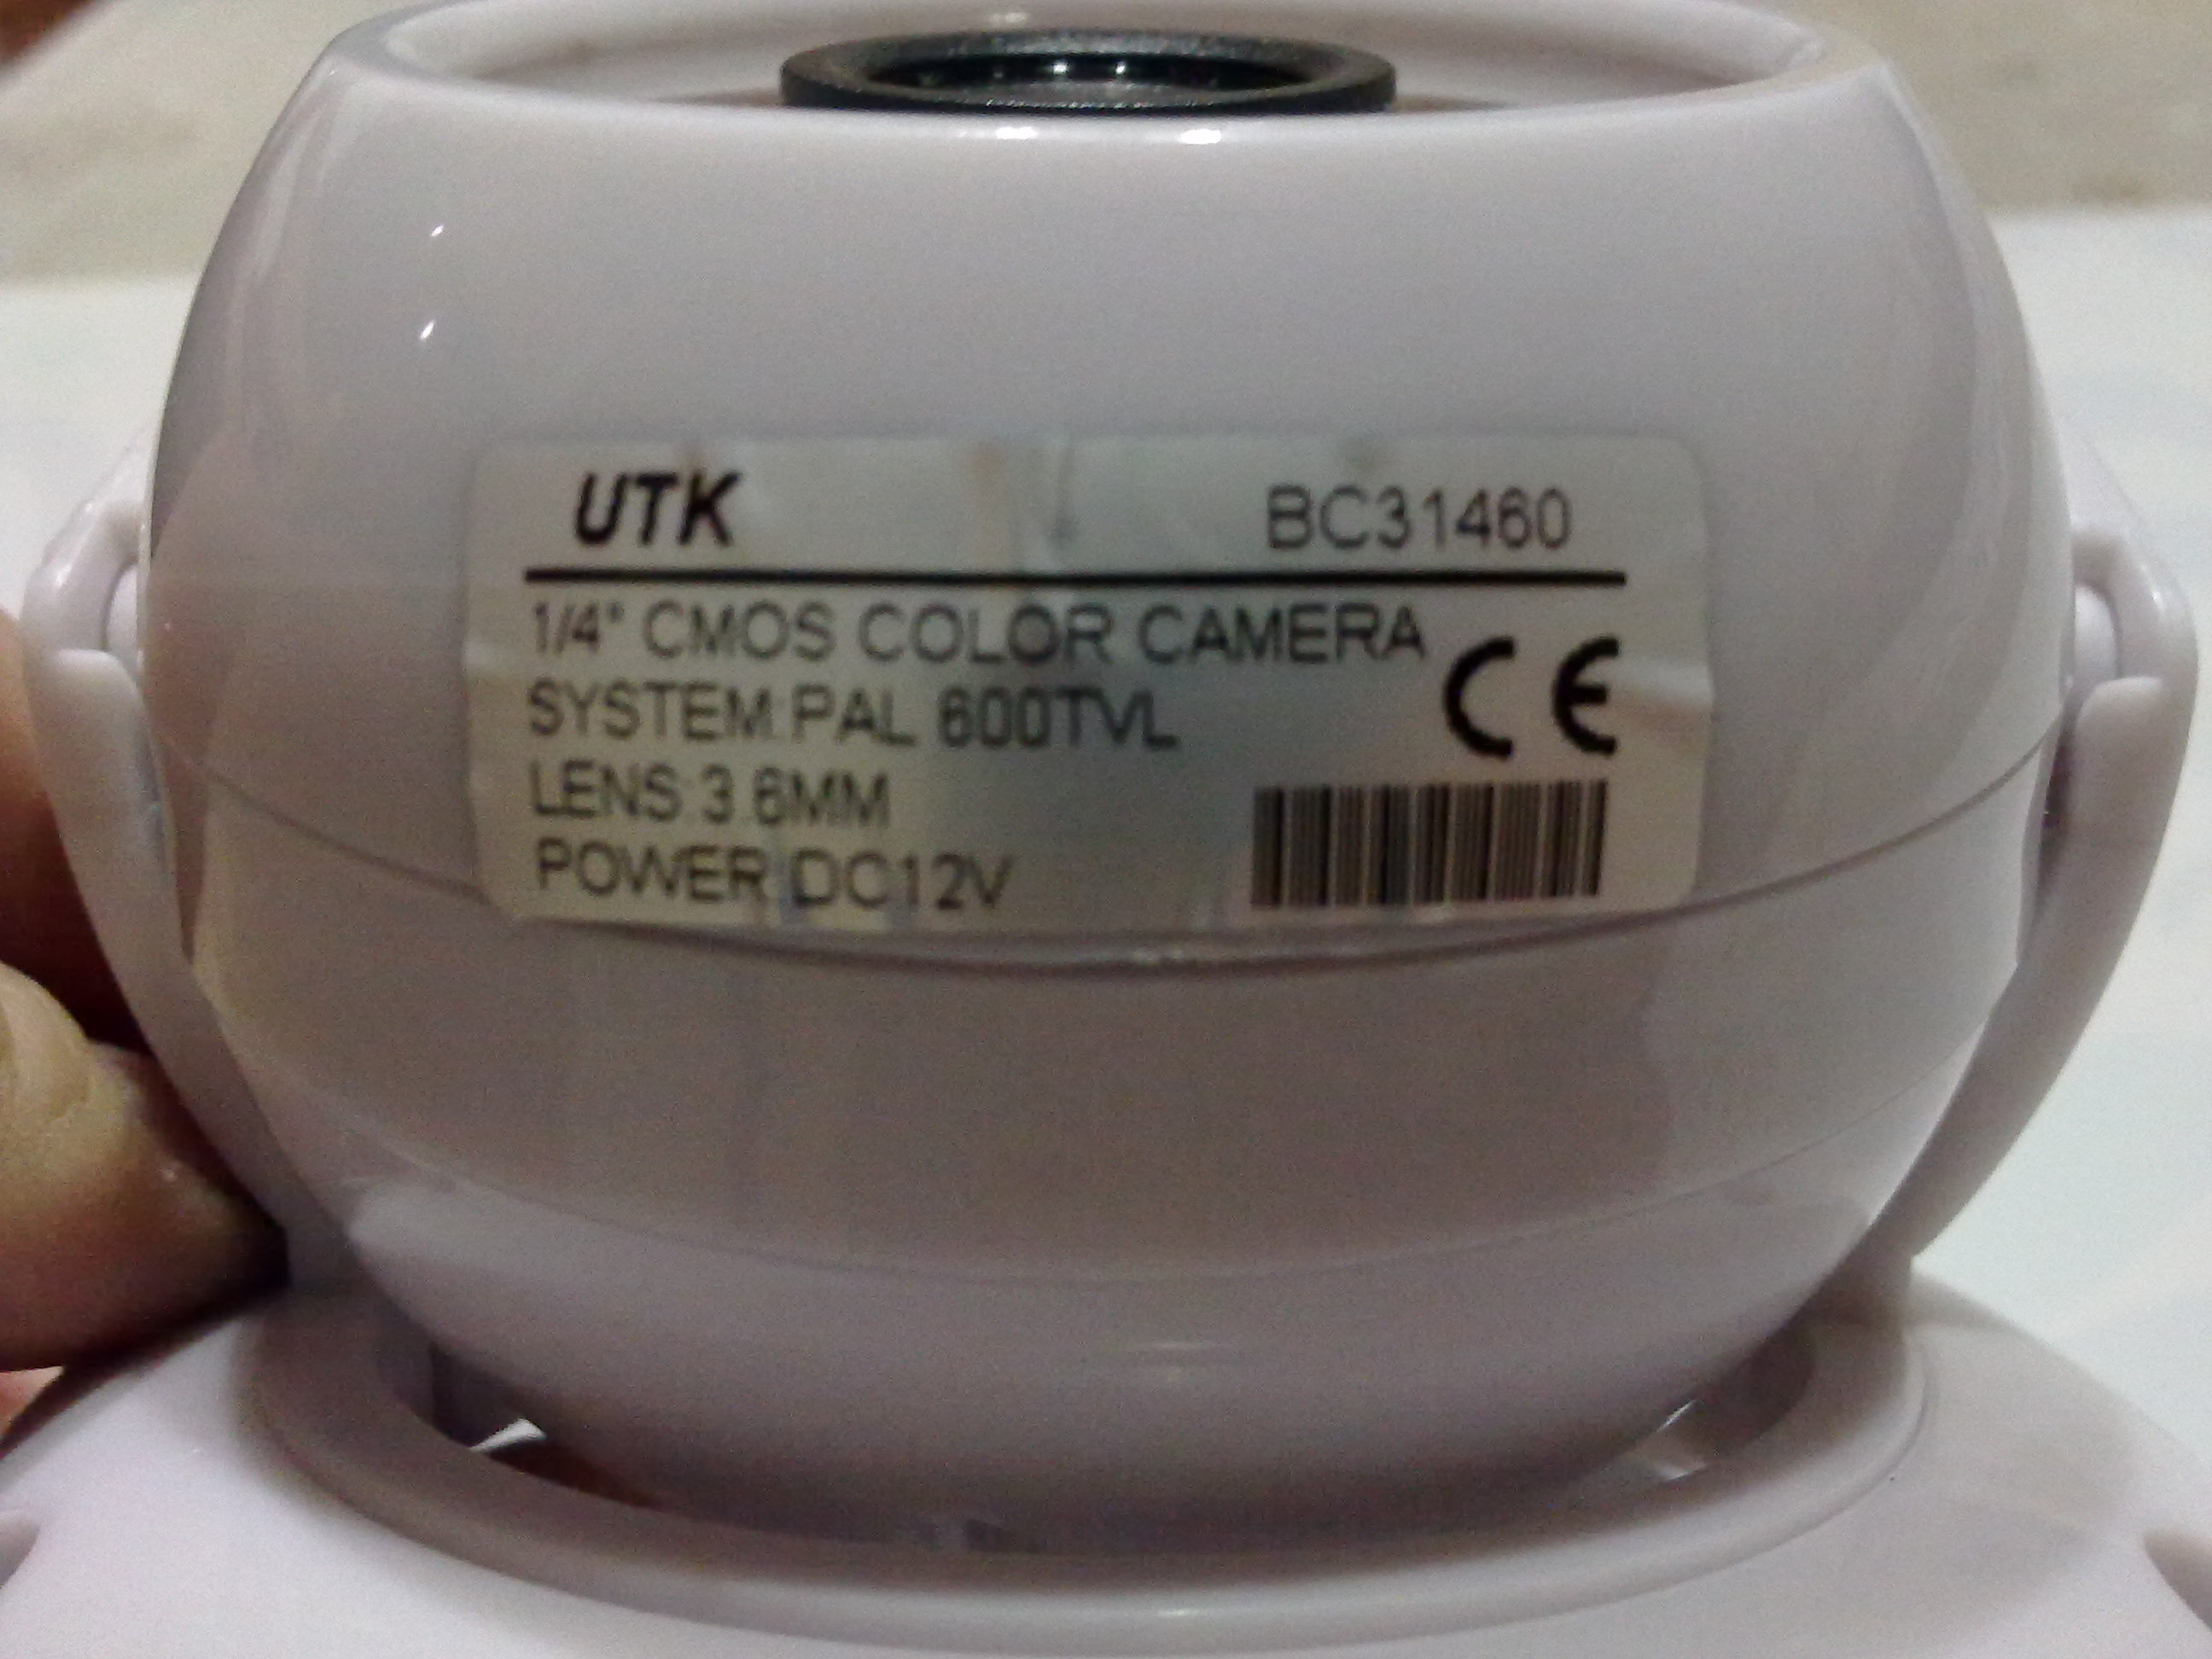 UTK BC31460
1/4" CMOS COLOR CAMERA
CE
SYSTEM:PAL 600TVL
LENS:3.6MM
POWER:DC12V